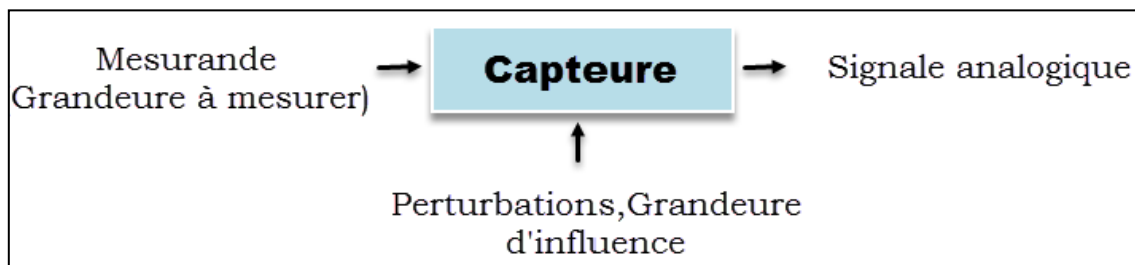 Mesurande
Grandeure à mesurer)
Capteure
Signale analogique
Perturbations,Grandeure
d'influence